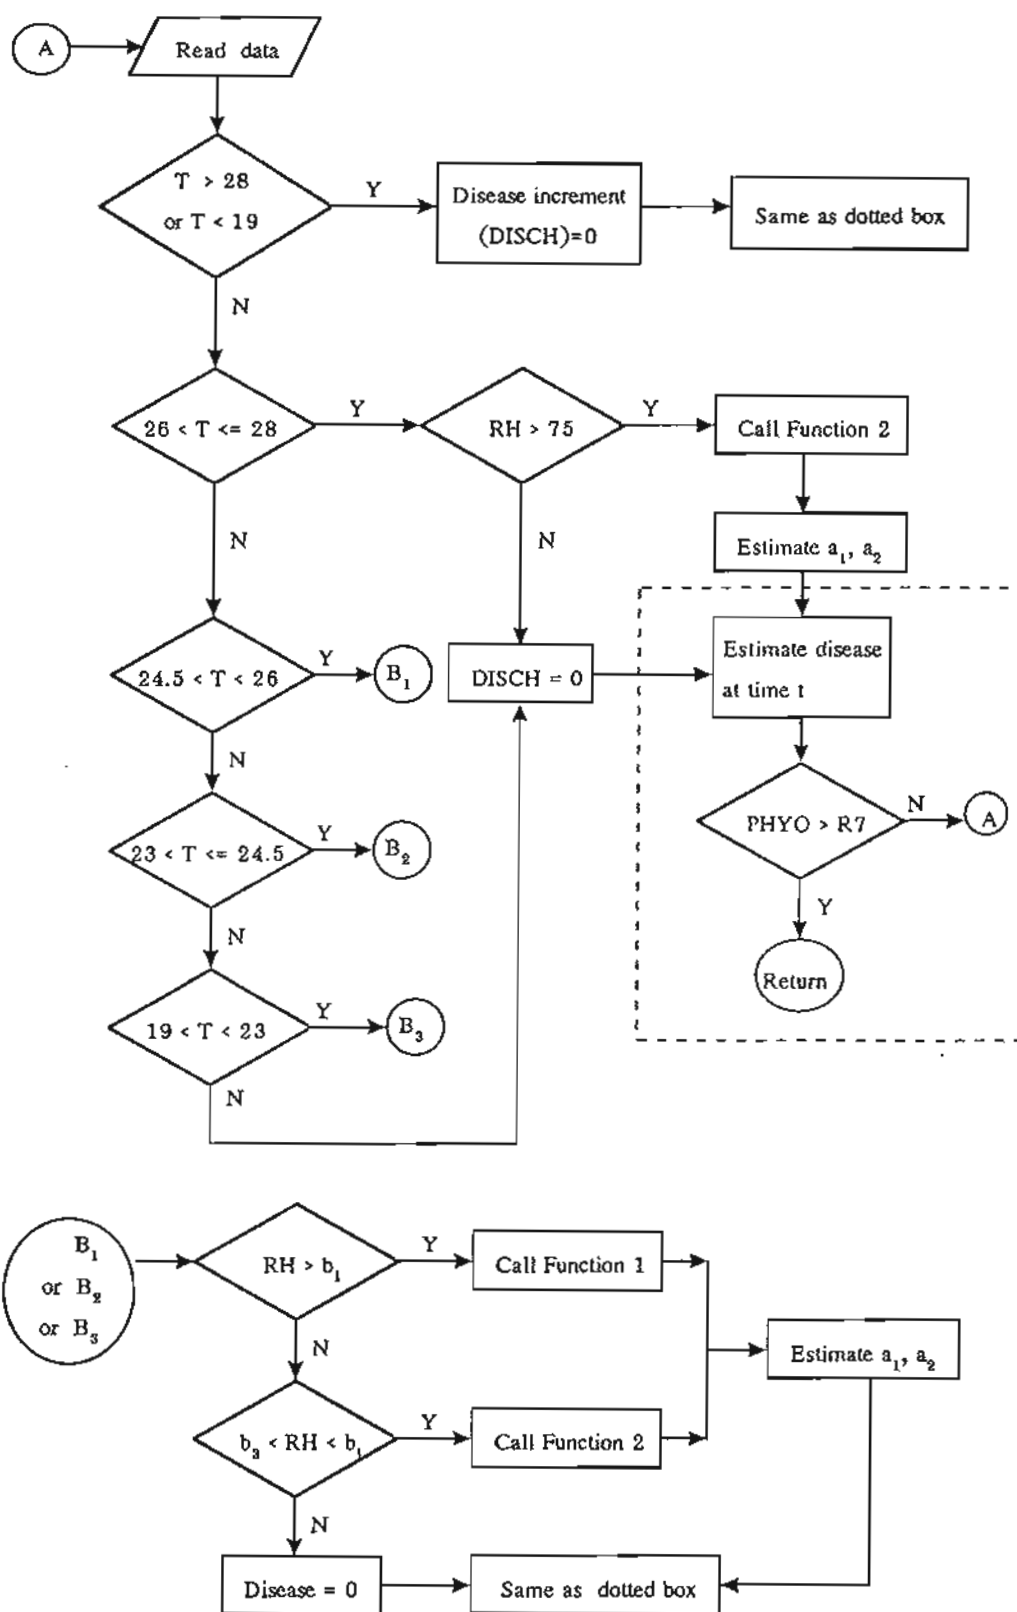 A
Read data
T > 28
or T < 19
Y
Disease increment
(DISCH)=0
Same as dotted box
N
26 < T <= 28
Y
RH > 75
Y
Call Function 2
N
N
Estimate a₁, a₂
24.5 < T < 26
Y
B₁
DISCH = 0
Estimate disease
at time t
N
23 < T <= 24.5
Y
B₂
PHYO > R7
N
A
Y
N
Return
19 < T < 23
Y
B₃
N
B₁
or B₂
or B₃
RH > b₁
Y
Call Function 1
N
Estimate a₁, a₂
b₃ < RH < b₁
Y
Call Function 2
N
Disease = 0
Same as dotted box